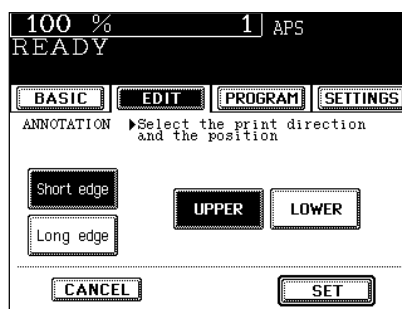 100 % 1 APS
READY
BASIC EDIT PROGRAM SETTINGS
ANNOTATION ▶Select the print direction
and the position
Short edge
UPPER LOWER
Long edge
CANCEL SET